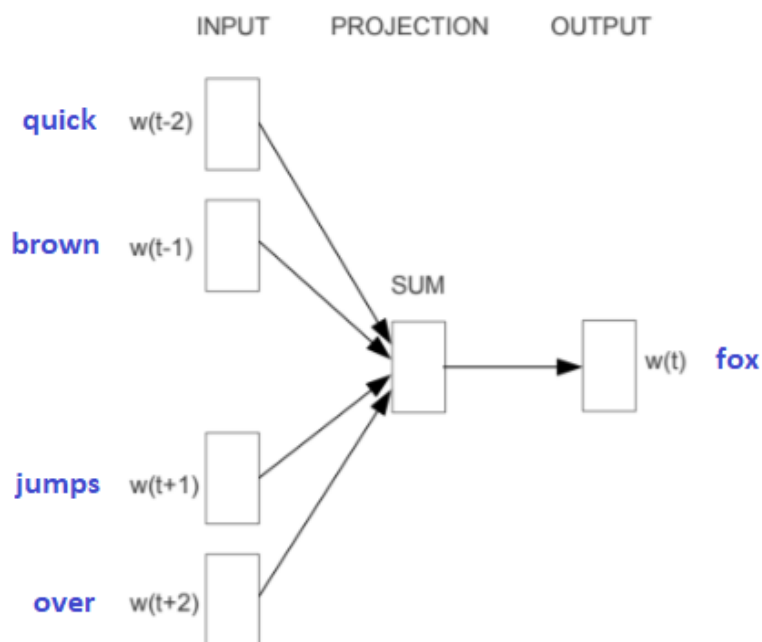 INPUT PROJECTION OUTPUT
quick w(t-2)
brown w(t-1)
SUM
w(t) fox
jumps w(t+1)
over w(t+2)